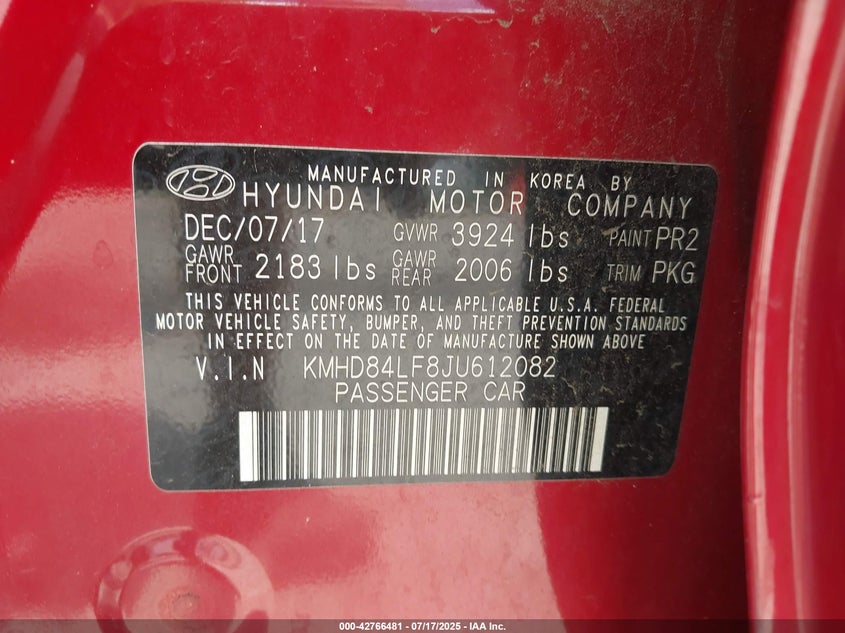 MANUFACTURED IN KOREA BY
HYUNDAI MOTOR COMPANY
DEC/07/17 GVWR 3924 lbs PAINT PR2
GAWR FRONT 2183 lbs GAWR REAR 2006 lbs TRIM PKG
THIS VEHICLE CONFORMS TO ALL APPLICABLE U.S.A. FEDERAL
MOTOR VEHICLE SAFETY, BUMPER, AND THEFT PREVENTION STANDARDS
IN EFFECT ON THE DATE OF MANUFACTURE SHOWN ABOVE
V.I.N KMHD84LF8JU612082
PASSENGER CAR
000-42766481 - 07/17/2025 - IAA Inc.